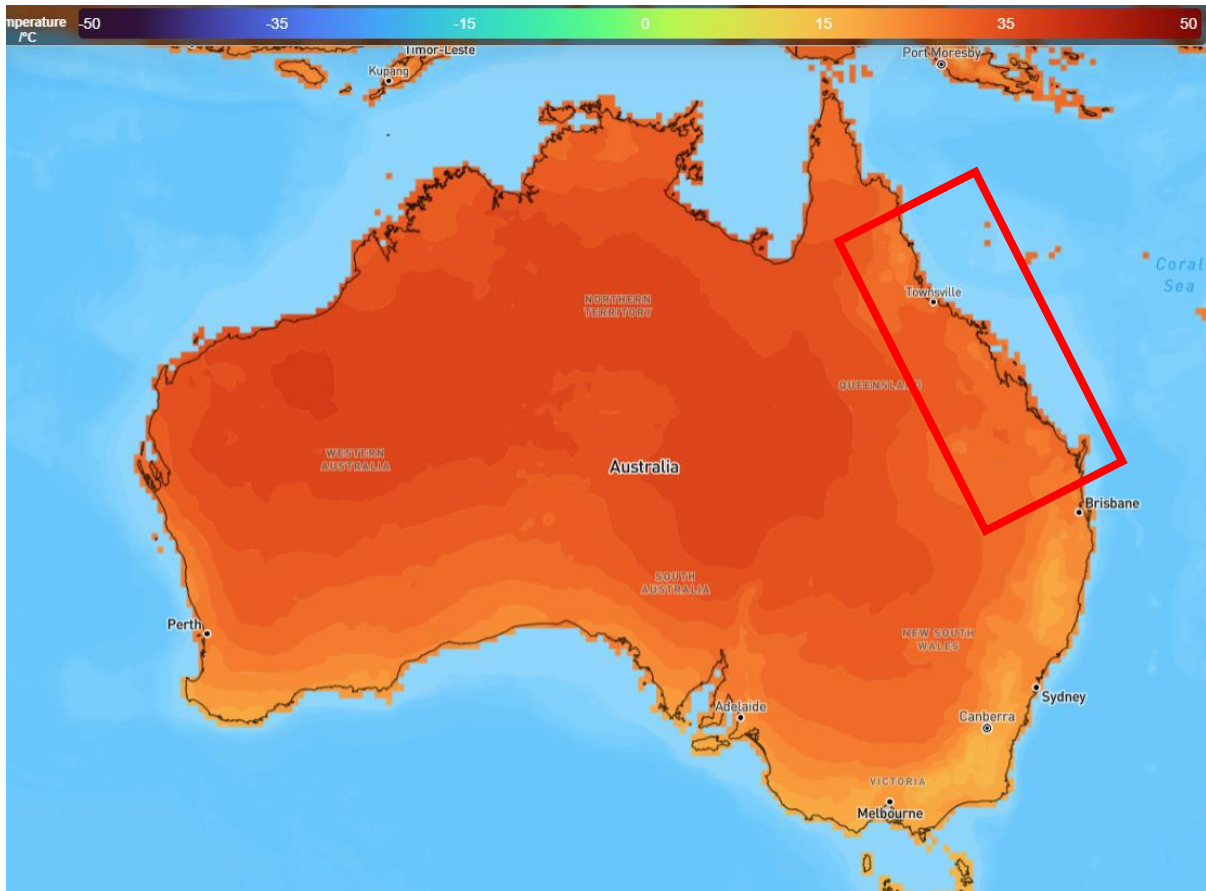 mperature
/°C
-50
-35
-15
0
15
35
50
Timor-Leste
Kupang
Port Moresby
Coral
Sea
NORTHERN
TERRITORY
Townsville
QUEENSLAND
WESTERN
AUSTRALIA
Australia
Brisbane
SOUTH
AUSTRALIA
Perth
NEW SOUTH
WALES
Sydney
Adelaide
Canberra
VICTORIA
Melbourne